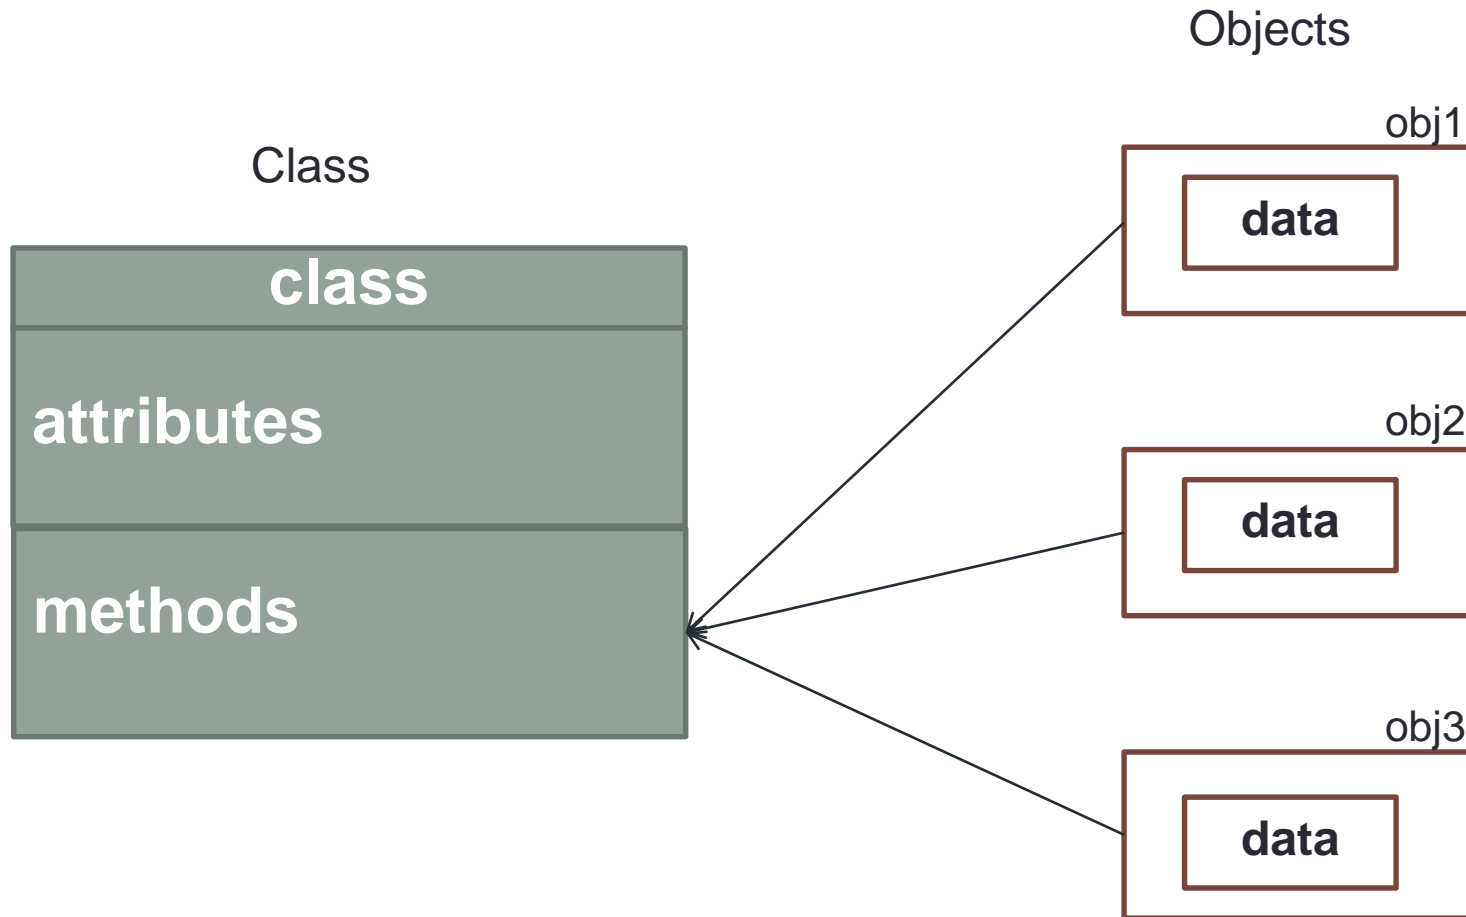 Class
class
attributes
methods
Objects
obj1
data
obj2
data
obj3
data